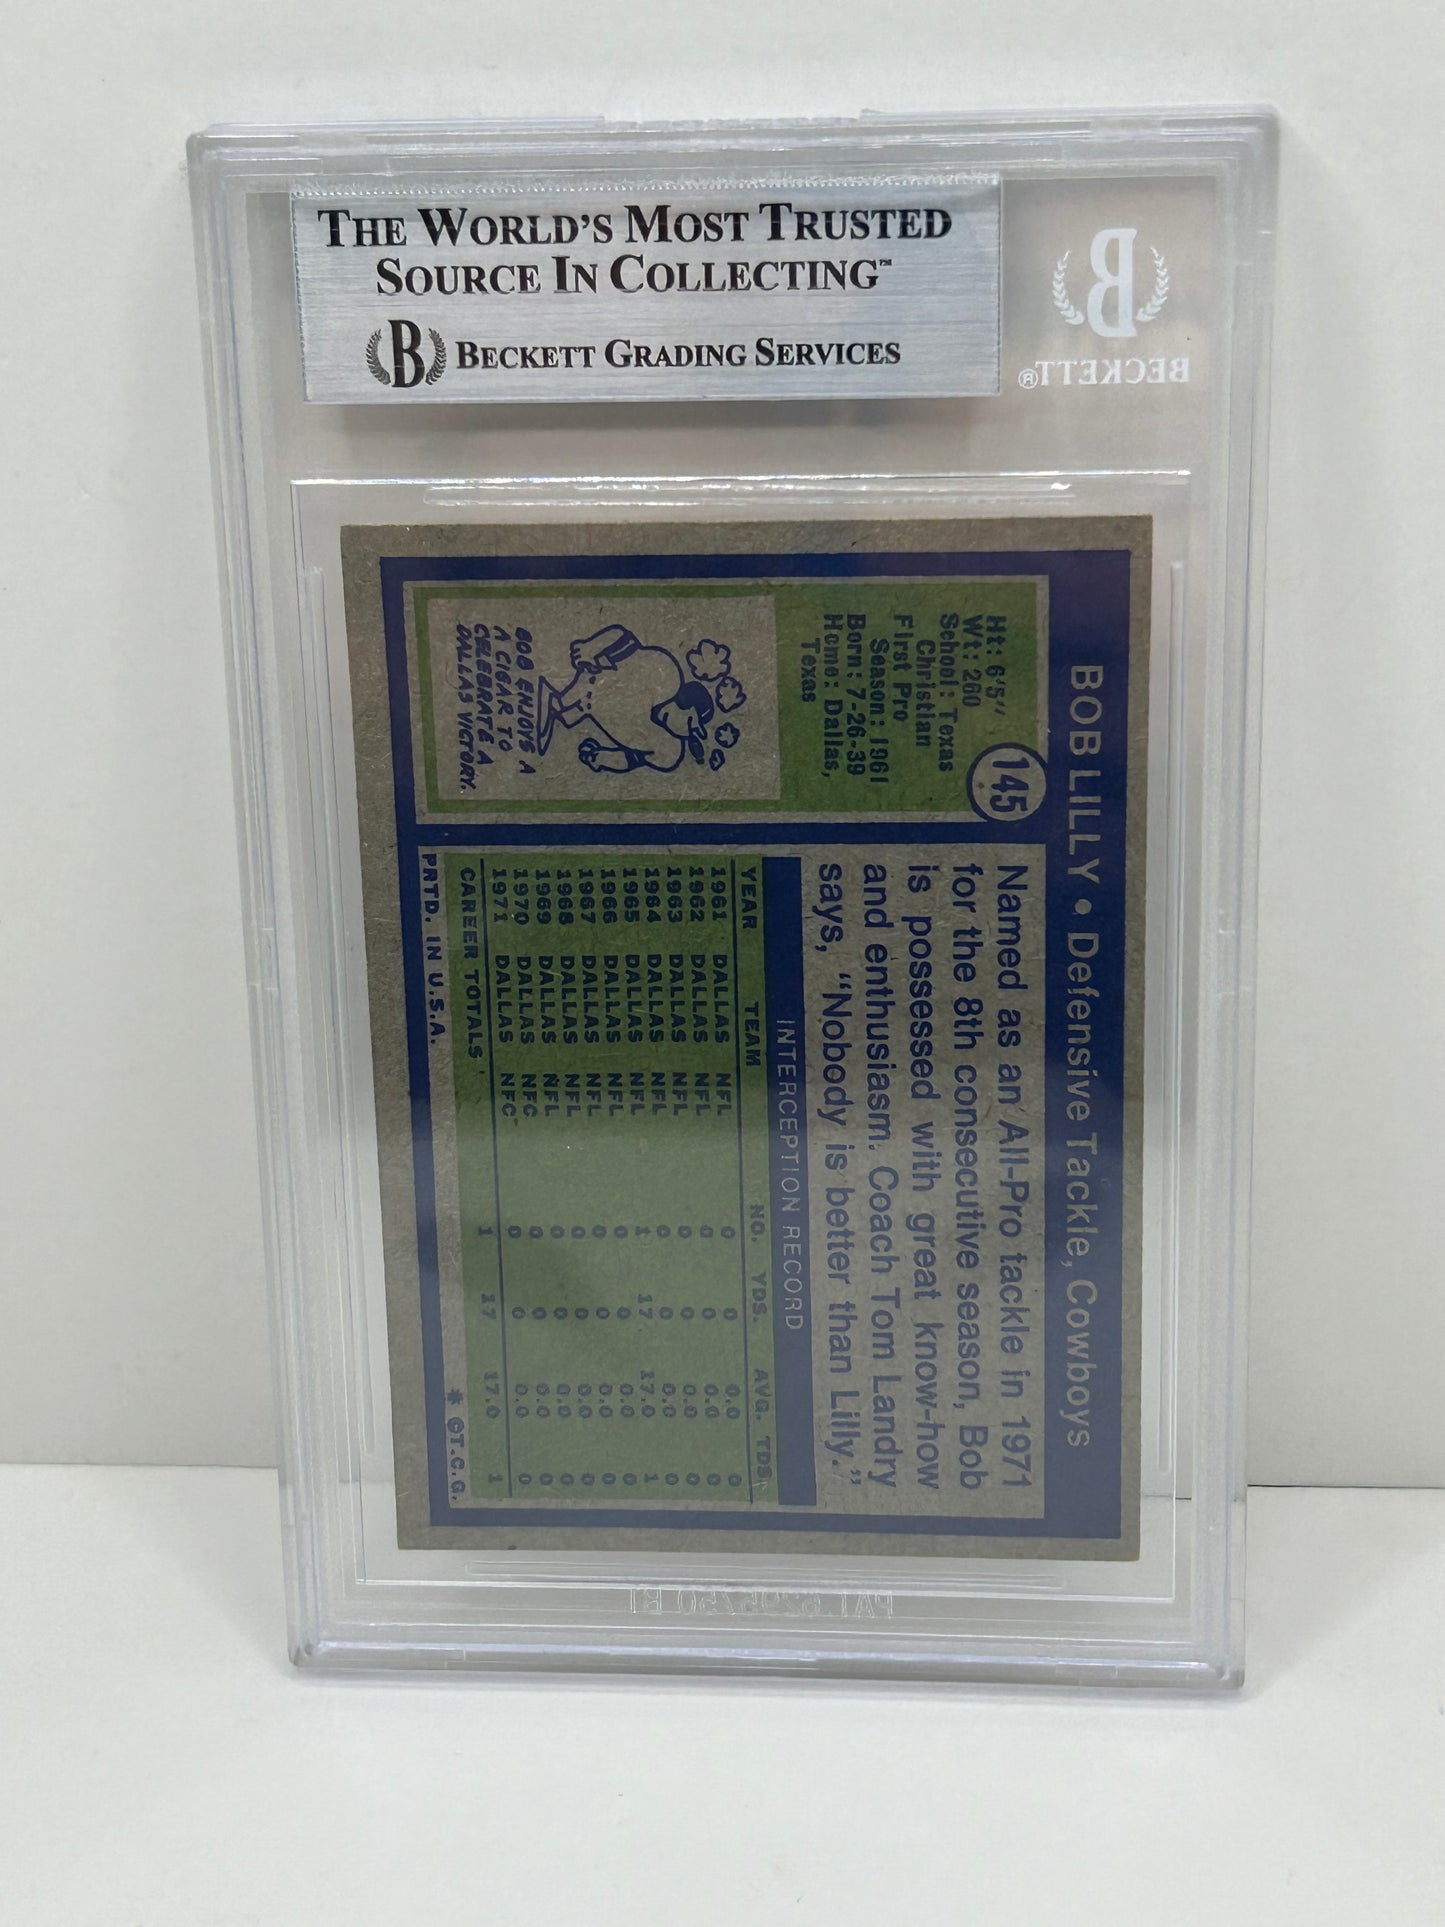 THE WORLD'S MOST TRUSTED
SOURCE IN COLLECTING™
B BECKETT GRADING SERVICES
B
BECKETT®
BOB LILLY • Defensive Tackle, Cowboys
145
Ht: 6'5"
Wt: 260
School: Texas
Christian
First Pro
Season: 1961
Born: 7-26-39
Home: Dallas,
Texas
BOB ENJOYS A
A CIGAR TO
CELEBRATE A
DALLAS VICTORY.
Named as an All-Pro tackle in 1971
for the 8th consecutive season, Bob
is possessed with great know-how
and enthusiasm. Coach Tom Landry
says, "Nobody is better than Lilly."
INTERCEPTION RECORD
YEAR TEAM NO. YDS. AVG. TDS
1961 DALLAS NFL 0 0 0.0 0
1962 DALLAS NFL 0 0 0.0 0
1963 DALLAS NFL 0 0 0.0 0
1964 DALLAS NFL 1 17 17.0 1
1965 DALLAS NFL 0 0 0.0 0
1966 DALLAS NFL 0 0 0.0 0
1967 DALLAS NFL 0 0 0.0 0
1968 DALLAS NFL 0 0 0.0 0
1969 DALLAS NFL 0 0 0.0 0
1970 DALLAS NFC 0 0 0.0 0
1971 DALLAS NFC 0 0 0.0 0
CAREER TOTALS 1 17 17.0 1
PRTD. IN U.S.A. * ©T.C.G.